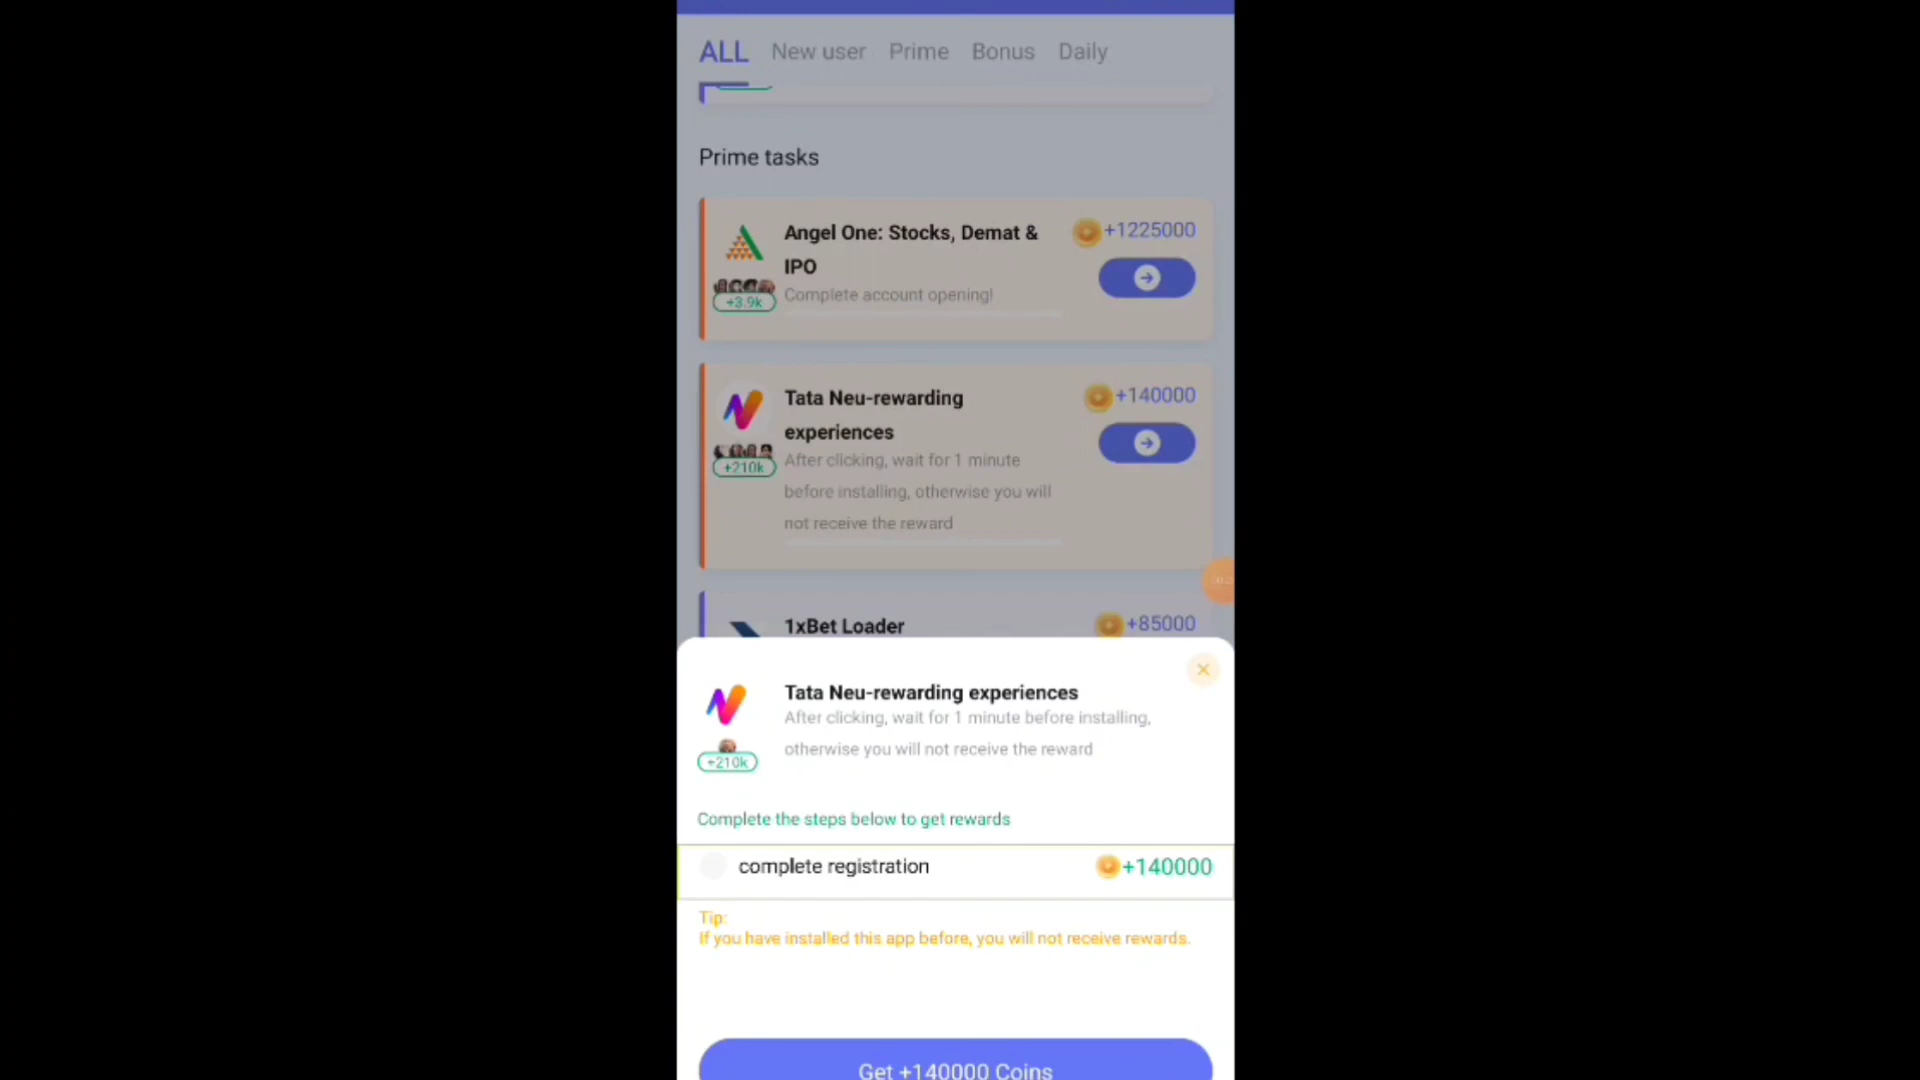 ALL New user Prime Bonus Daily
Prime tasks
Angel One: Stocks, Demat &
IPO
+1225000
Complete account opening!
+3.9k
Tata Neu-rewarding
experiences
+140000
After clicking, wait for 1 minute
before installing, otherwise you will
not receive the reward
+210k
1xBet Loader
+85000
Tata Neu-rewarding experiences
After clicking, wait for 1 minute before installing,
otherwise you will not receive the reward
+210k
Complete the steps below to get rewards
complete registration +140000
Tip:
If you have installed this app before, you will not receive rewards.
Get +140000 Coins